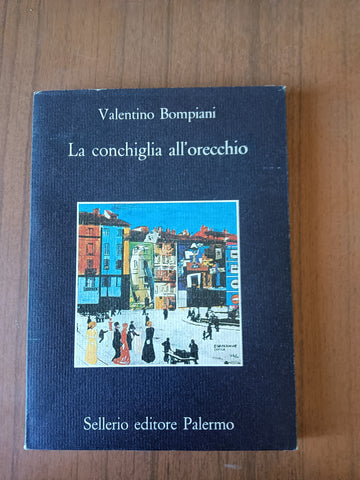 Valentino Bompiani
La conchiglia all'orecchio
Sellerio editore Palermo